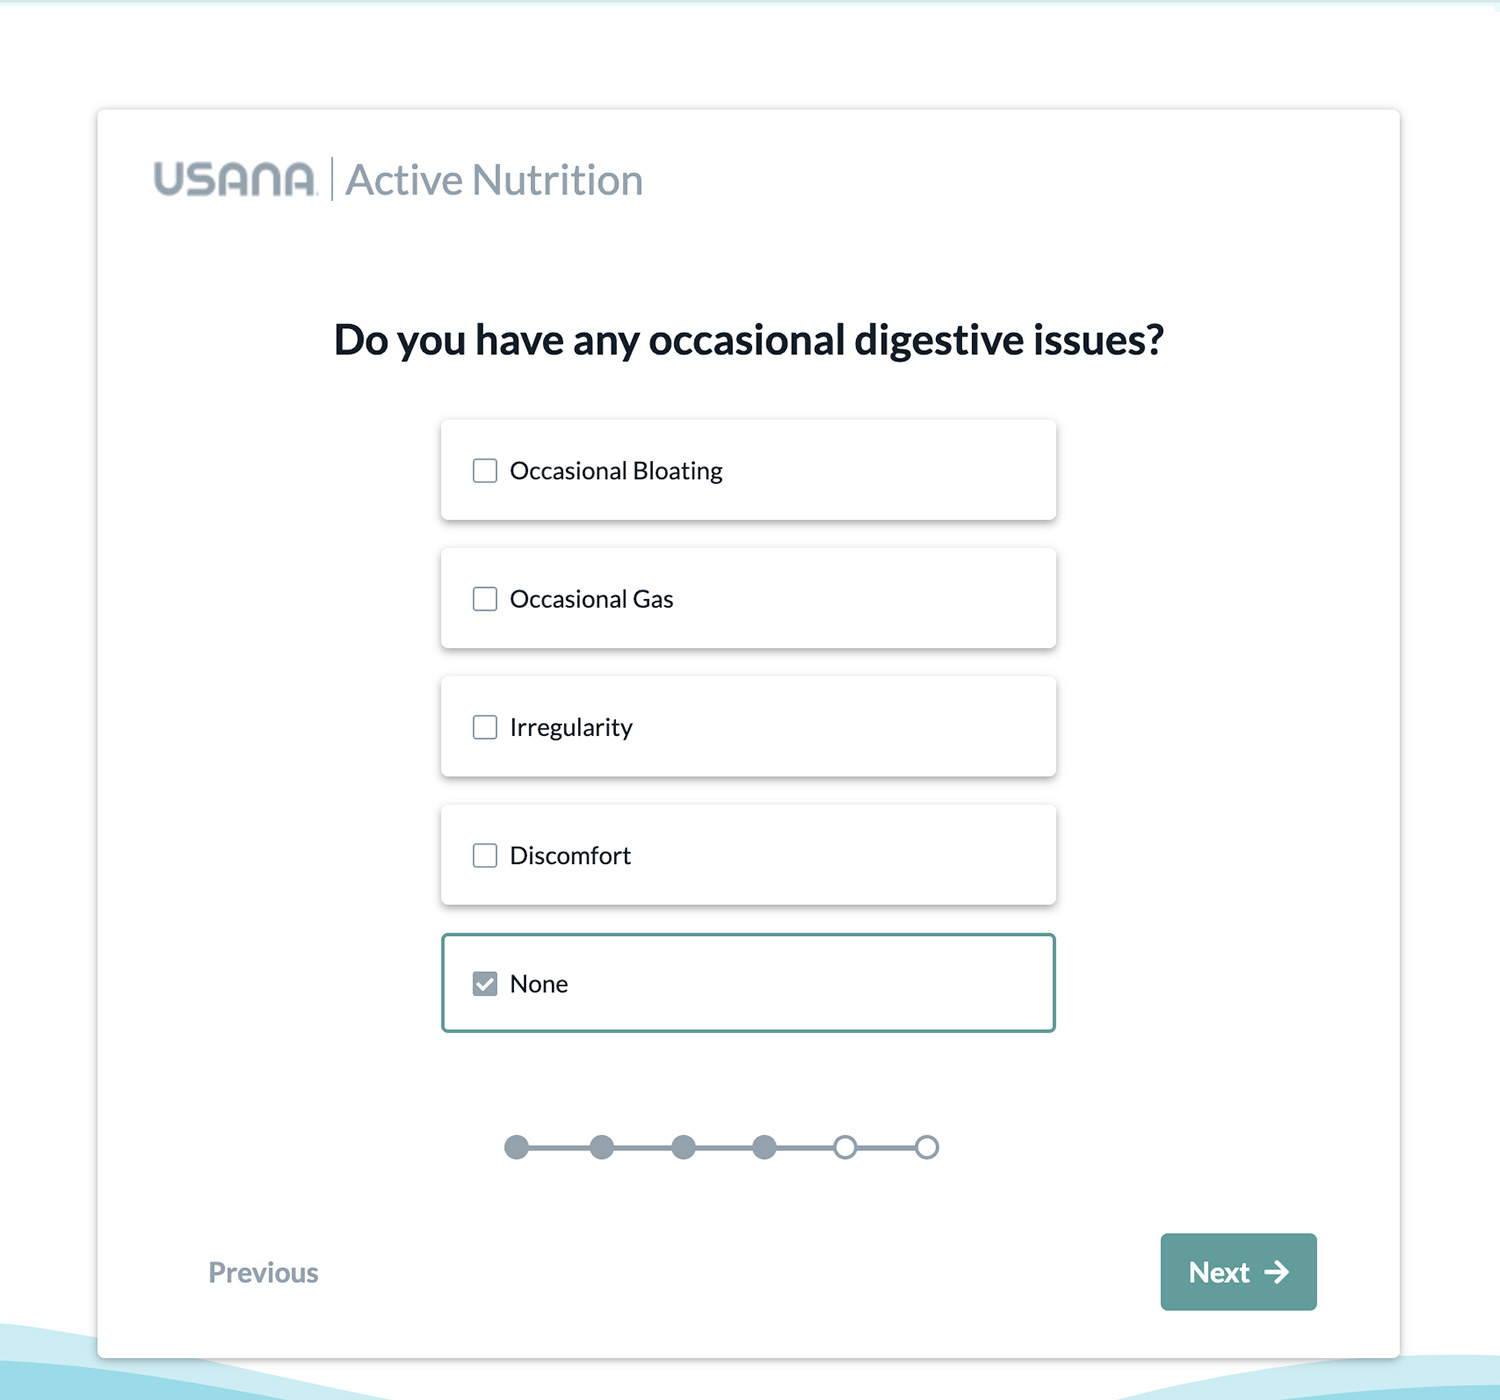 USANA | Active Nutrition
Do you have any occasional digestive issues?
Occasional Bloating
Occasional Gas
Irregularity
Discomfort
None
Previous
Next →